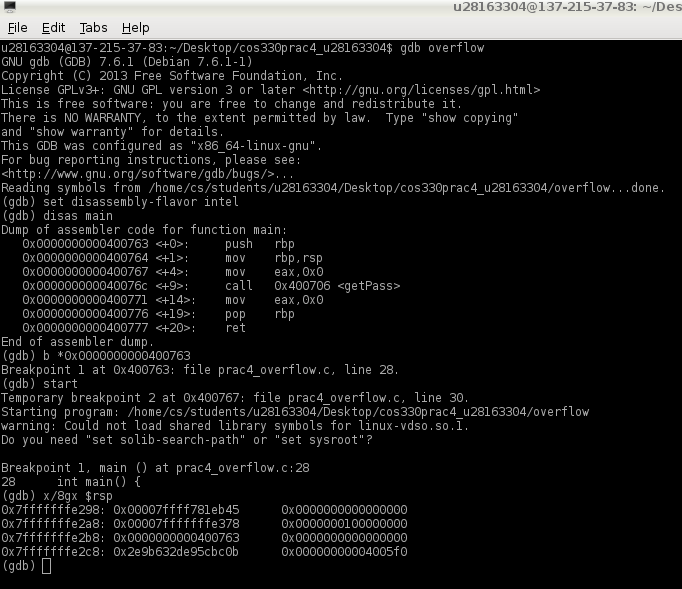 u28163304@137-215-37-83: ~/Des
File Edit Tabs Help
u28163304@137-215-37-83:~/Desktop/cos330prac4_u28163304$ gdb overflow
GNU gdb (GDB) 7.6.1 (Debian 7.6.1-1)
Copyright (C) 2013 Free Software Foundation, Inc.
License GPLv3+: GNU GPL version 3 or later <http://gnu.org/licenses/gpl.html>
This is free software: you are free to change and redistribute it.
There is NO WARRANTY, to the extent permitted by law.  Type "show copying"
and "show warranty" for details.
This GDB was configured as "x86_64-linux-gnu".
For bug reporting instructions, please see:
<http://www.gnu.org/software/gdb/bugs/>...
Reading symbols from /home/cs/students/u28163304/Desktop/cos330prac4_u28163304/overflow...done.
(gdb) set disassembly-flavor intel
(gdb) disas main
Dump of assembler code for function main:
   0x0000000000400763 <+0>:     push   rbp
   0x0000000000400764 <+1>:     mov    rbp,rsp
   0x0000000000400767 <+4>:     mov    eax,0x0
   0x000000000040076c <+9>:     call   0x400706 <getPass>
   0x0000000000400771 <+14>:    mov    eax,0x0
   0x0000000000400776 <+19>:    pop    rbp
   0x0000000000400777 <+20>:    ret
End of assembler dump.
(gdb) b *0x0000000000400763
Breakpoint 1 at 0x400763: file prac4_overflow.c, line 28.
(gdb) start
Temporary breakpoint 2 at 0x400767: file prac4_overflow.c, line 30.
Starting program: /home/cs/students/u28163304/Desktop/cos330prac4_u28163304/overflow
warning: Could not load shared library symbols for linux-vdso.so.1.
Do you need "set solib-search-path" or "set sysroot"?
Breakpoint 1, main () at prac4_overflow.c:28
28      int main() {
(gdb) x/8gx $rsp
0x7fffffffe298: 0x00007ffff781eb45      0x0000000000000000
0x7fffffffe2a8: 0x00007fffffffe378      0x0000000100000000
0x7fffffffe2b8: 0x0000000000400763      0x0000000000000000
0x7fffffffe2c8: 0x2e9b632de95cbc0b      0x00000000004005f0
(gdb)